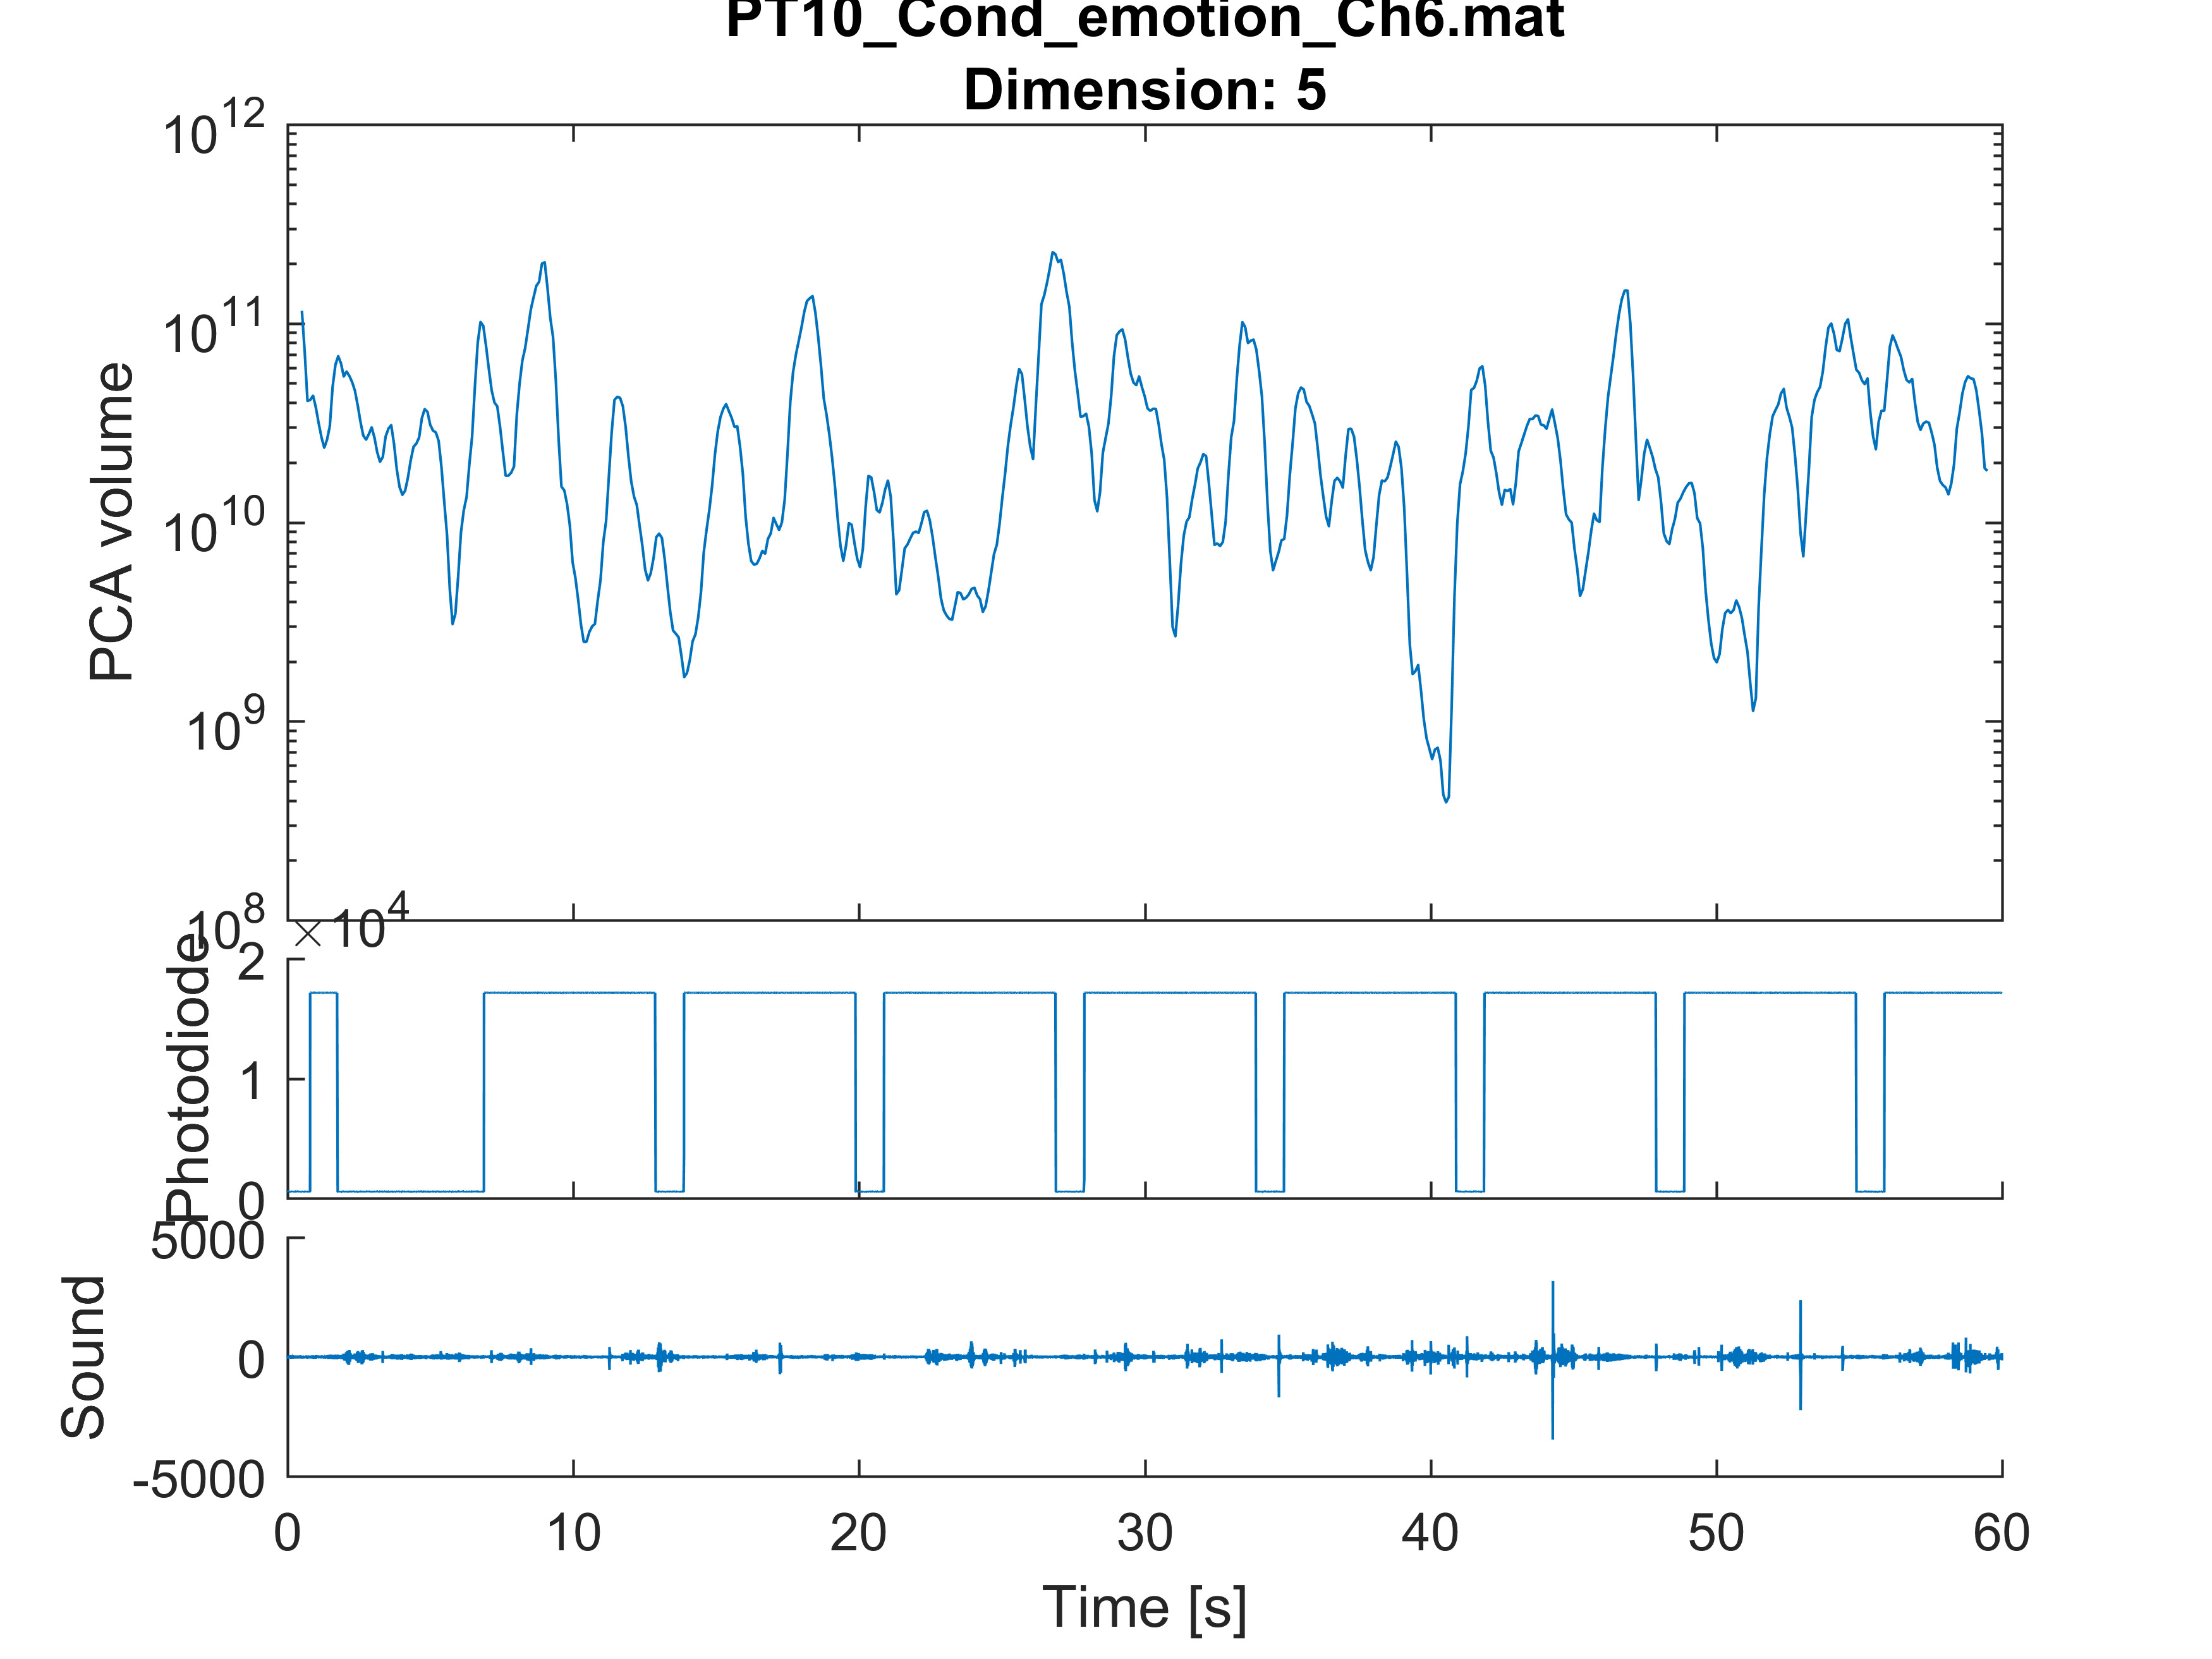 PT10_Cond_emotion_Ch6.mat
Dimension: 5
PCA volume
10^12
10^11
10^10
10^9
10^8
× 10^4
Photodiode
2
1
0
Sound
5000
0
-5000
0 10 20 30 40 50 60
Time [s]